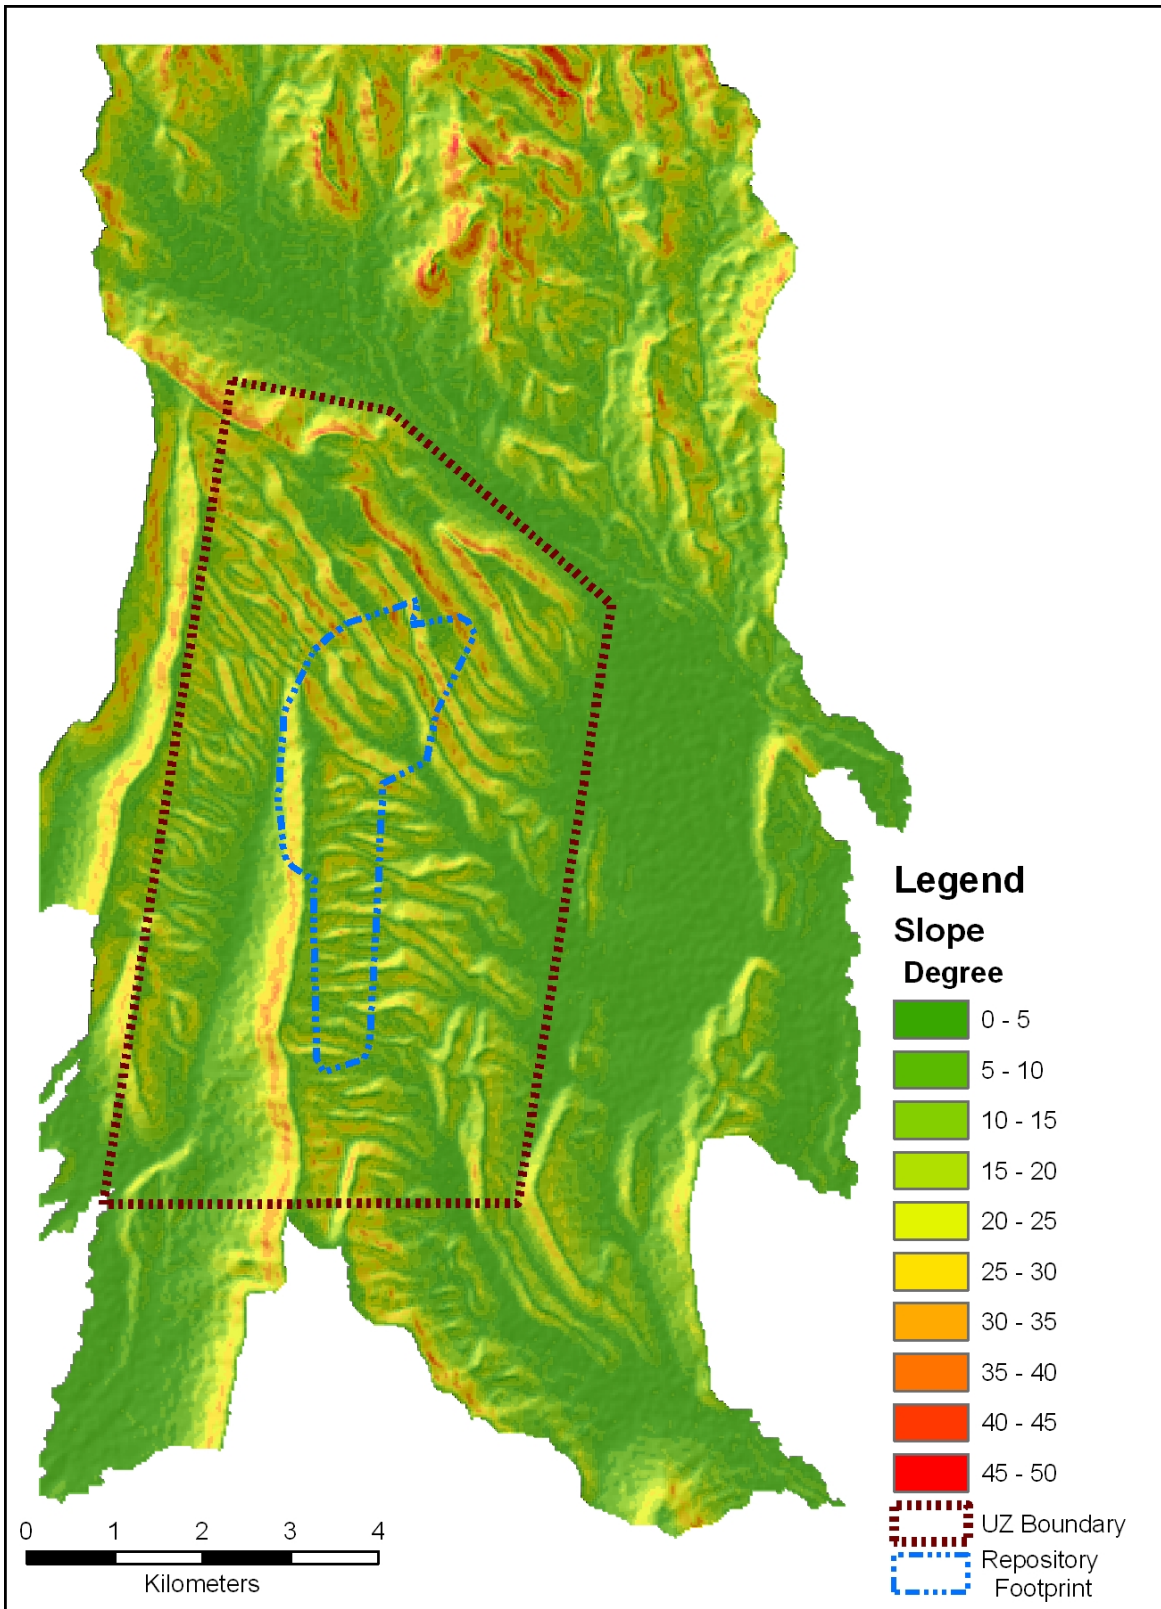 Legend
Slope
Degree
0 - 5
5 - 10
10 - 15
15 - 20
20 - 25
25 - 30
30 - 35
35 - 40
40 - 45
45 - 50
UZ Boundary
Repository
Footprint
0 1 2 3 4
Kilometers